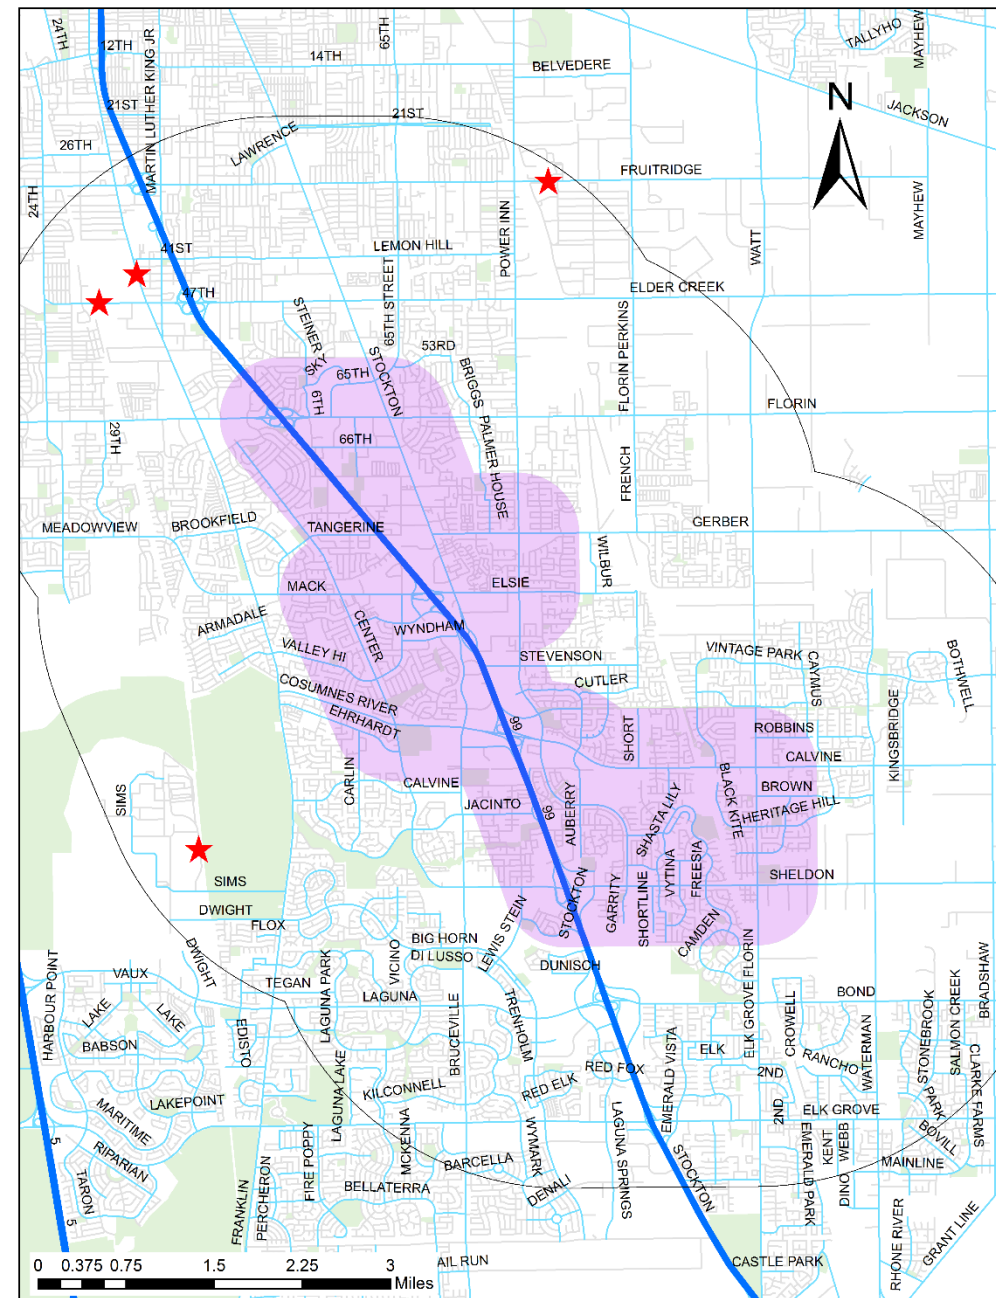 24TH
12TH
65TH
14TH
BELVEDERE
TALLYHO
MAYHEW
JACKSON
N
21ST
MARTIN LUTHER KING JR
21ST
LAWRENCE
26TH
24TH
FRUITRIDGE
MAYHEW
POWER INN
WATT
41ST
LEMON HILL
65TH STREET
47TH
ELDER CREEK
STEINER
SKY
53RD
FLORIN PERKINS
STOCKTON
65TH
6TH
BRIGGS
PALMER HOUSE
FLORIN
29TH
66TH
FRENCH
MEADOWVIEW
BROOKFIELD
TANGERINE
GERBER
WILBUR
MACK
ELSIE
ARMADALE
CENTER
WYNDHAM
VALLEY HI
STEVENSON
VINTAGE PARK
BOTHWELL
CAYMUS
CUTLER
COSUMNES RIVER
EHRHARDT
99
SHORT
ROBBINS
KINGSBRIDGE
CALVINE
CARLIN
CALVINE
BLACK KITE
BROWN
SIMS
JACINTO
99
AUBERRY
SHASTA LILY
HERITAGE HILL
SIMS
STOCKTON
GARRITY
SHORTLINE
VYTINA
FREESIA
SHELDON
DWIGHT
FLOX
LEWIS STEIN
CAMDEN
BIG HORN
DI LUSSO
DWIGHT
VICINO
DUNISCH
ELK GROVE FLORIN
HARBOUR POINT
VAUX
TEGAN
LAGUNA PARK
LAGUNA
BOND
BRADSHAW
LAKE
LAKE
BABSON
EDISTO
BRUCEVILLE
TRENHOLM
EMERALD VISTA
ELK
CROWELL
RANCHO
WATERMAN
STONEBROOK
SALMON CREEK
CLARKE FARMS
RED FOX
2ND
LAKEPOINT
MARITIME
LAGUNA LAKE
KILCONNELL
RED ELK
2ND
ELK GROVE
PARK
BOVILL
5
RIPARIAN
FIRE POPPY
MCKENNA
WYMARK
LAGUNA SPRINGS
EMERALD PARK
KENT
WEBB
DINO
TARON
FRANKLIN
PERCHERON
BARCELLA
BELLATERRA
DENALI
STOCKTON
MAINLINE
5
RHONE RIVER
GRANT LINE
AIL RUN
CASTLE PARK
0 0.375 0.75 1.5 2.25 3
Miles